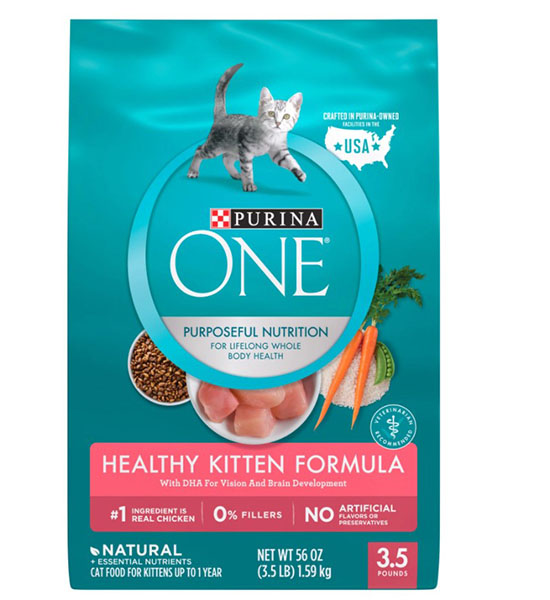 CRAFTED IN PURINA-OWNED
FACILITIES IN THE
USA
PURINA
ONE®
PURPOSEFUL NUTRITION
FOR LIFELONG WHOLE
BODY HEALTH
VETERINARIAN
RECOMMENDED
HEALTHY KITTEN FORMULA
With DHA For Vision And Brain Development
#1 INGREDIENT IS
REAL CHICKEN
0% FILLERS
NO ARTIFICIAL
FLAVORS OR
PRESERVATIVES
NATURAL
+ ESSENTIAL NUTRIENTS
CAT FOOD FOR KITTENS UP TO 1 YEAR
NET WT 56 OZ
(3.5 LB) 1.59 kg
3.5
POUNDS